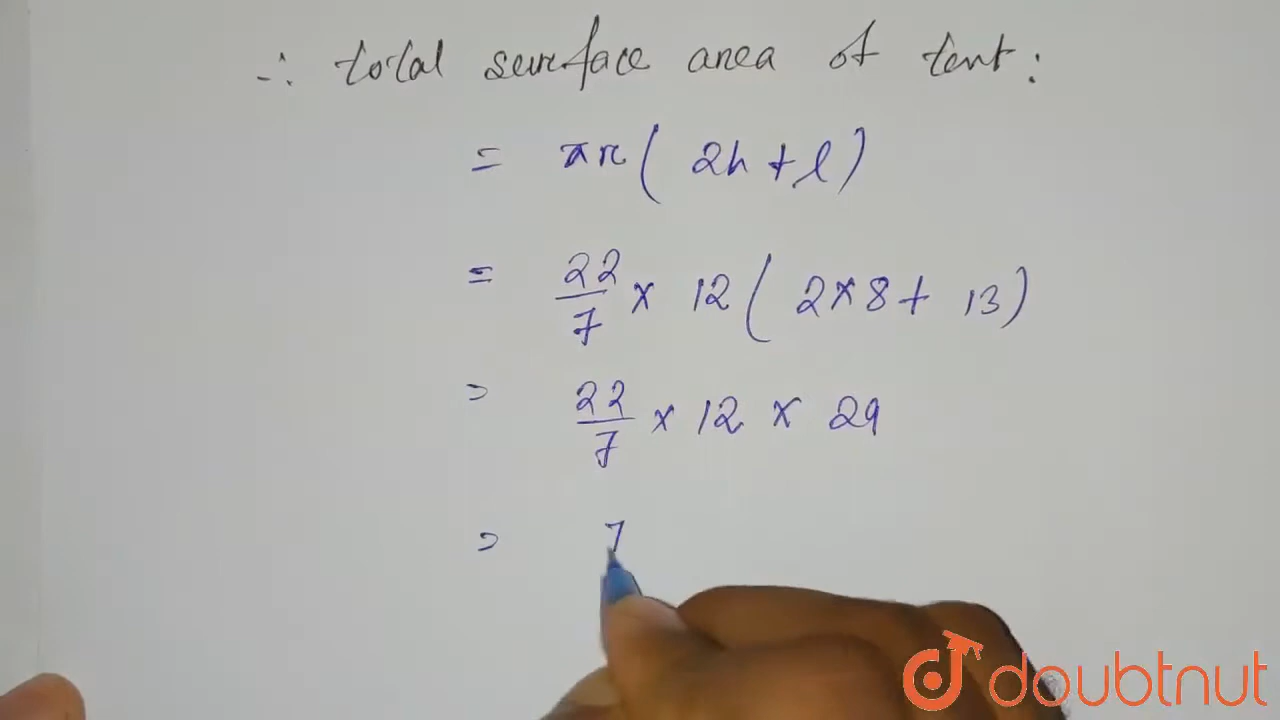 ∴ total surface area of tent:
= πr( 2h + l)
= 22/7 × 12( 2×8 + 13)
= 22/7 × 12 × 29
= 7
doubtnut